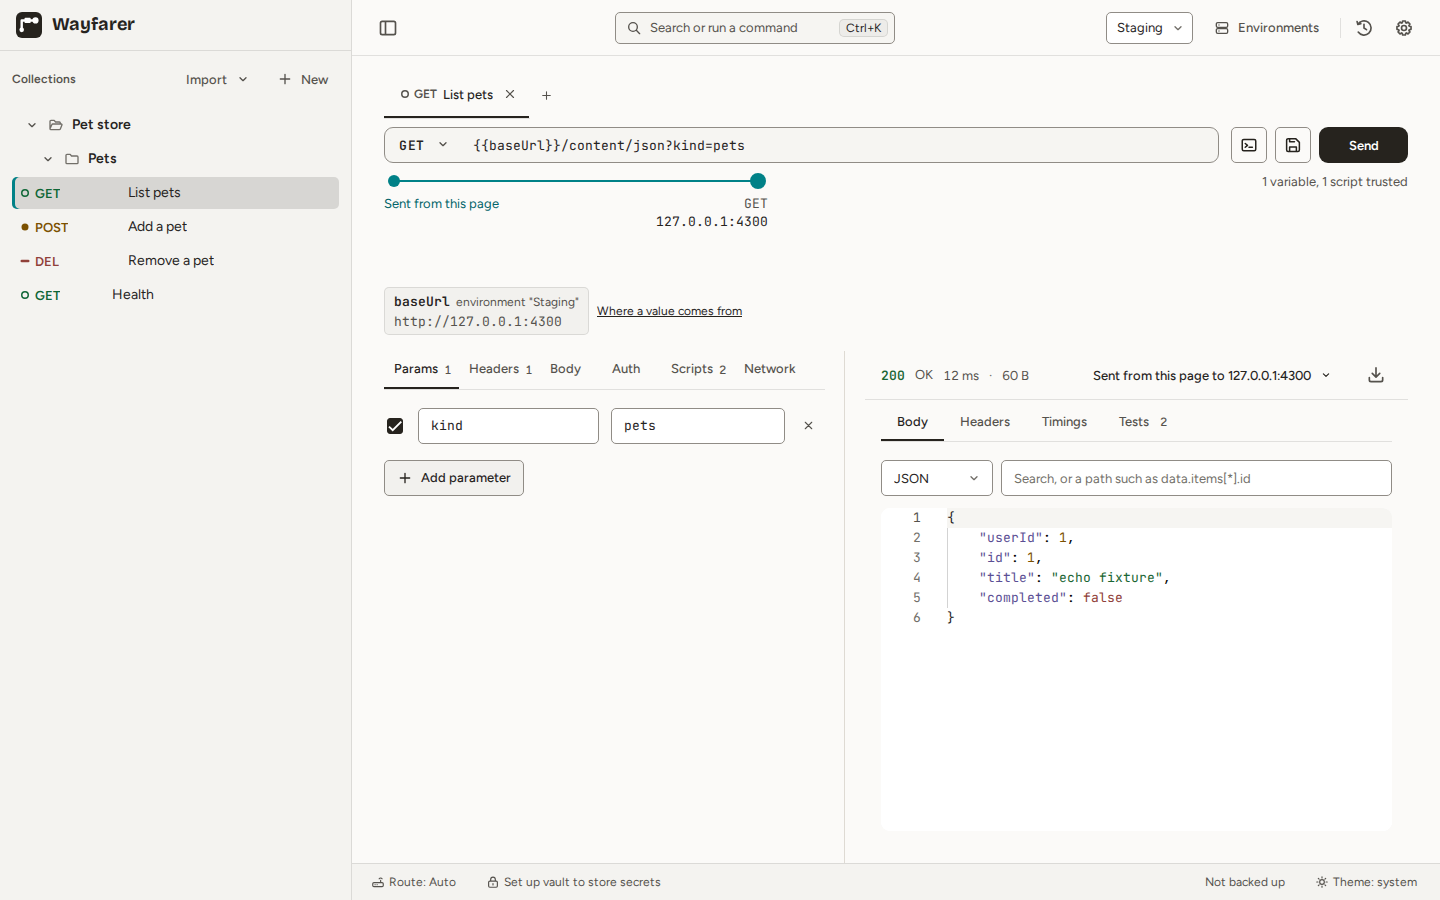 Wayfarer
Search or run a command
Ctrl+K
Staging
Environments
Collections
Import
New
Pet store
Pets
GET List pets
POST Add a pet
DEL Remove a pet
GET Health
GET List pets
GET {{baseUrl}}/content/json?kind=pets
Send
Sent from this page
GET
127.0.0.1:4300
1 variable, 1 script trusted
baseUrl environment "Staging"
http://127.0.0.1:4300
Where a value comes from
Params 1 Headers 1 Body Auth Scripts 2 Network
kind pets
Add parameter
200 OK 12 ms · 60 B
Sent from this page to 127.0.0.1:4300
Body Headers Timings Tests 2
JSON
Search, or a path such as data.items[*].id
1 {
2 "userId": 1,
3 "id": 1,
4 "title": "echo fixture",
5 "completed": false
6 }
Route: Auto
Set up vault to store secrets
Not backed up
Theme: system